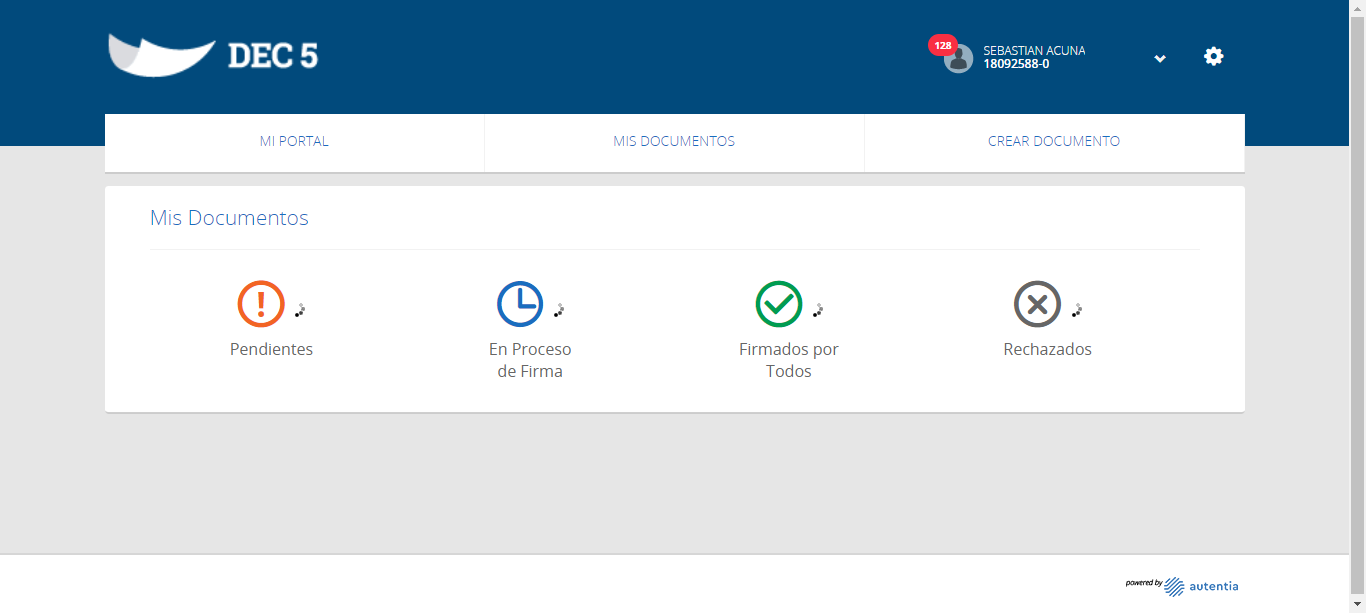 DEC 5
128
SEBASTIAN ACUNA
18092588-0
MI PORTAL
MIS DOCUMENTOS
CREAR DOCUMENTO
Mis Documentos
Pendientes
En Proceso
de Firma
Firmados por
Todos
Rechazados
powered by
autentia